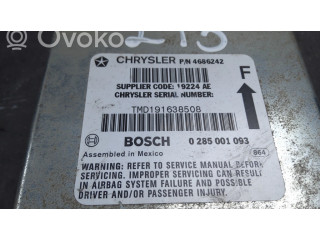 OVOKO
215
CHRYSLER P/N 4686242
SUPPLIER CODE: 19224 AE
CHRYSLER SERIAL NUMBER:
F
TMD191638508
BOSCH 0 285 001 093
Assembled in Mexico
864
WARNING: REFER TO SERVICE MANUAL BEFORE
SERVICING. IMPROPER SERVICING CAN RESULT
IN AIRBAG SYSTEM FAILURE AND POSSIBLE
DRIVER AND/OR PASSENGER INJURY.